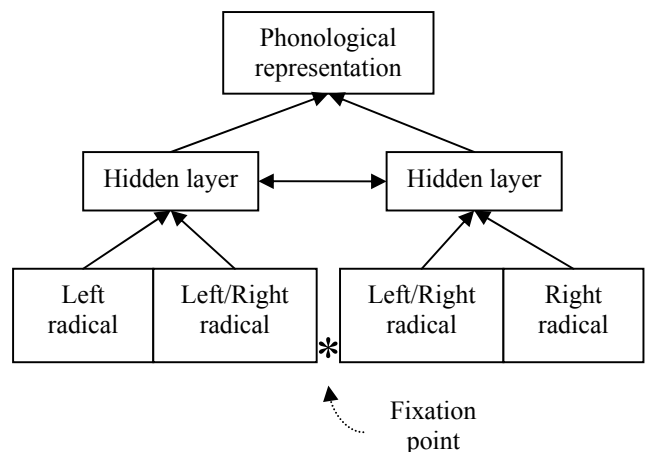 Phonological
representation
Hidden layer
Hidden layer
Left
radical
Left/Right
radical
*
Left/Right
radical
Right
radical
Fixation
point